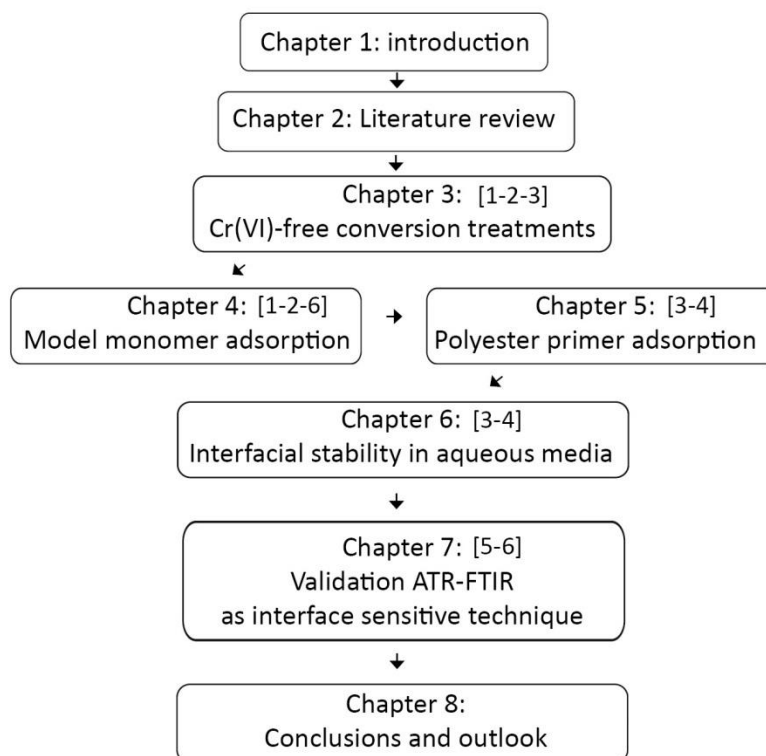 Chapter 1: introduction
Chapter 2: Literature review
Chapter 3: [1-2-3]
Cr(VI)-free conversion treatments
Chapter 4: [1-2-6]
Model monomer adsorption
Chapter 5: [3-4]
Polyester primer adsorption
Chapter 6: [3-4]
Interfacial stability in aqueous media
Chapter 7: [5-6]
Validation ATR-FTIR
as interface sensitive technique
Chapter 8:
Conclusions and outlook